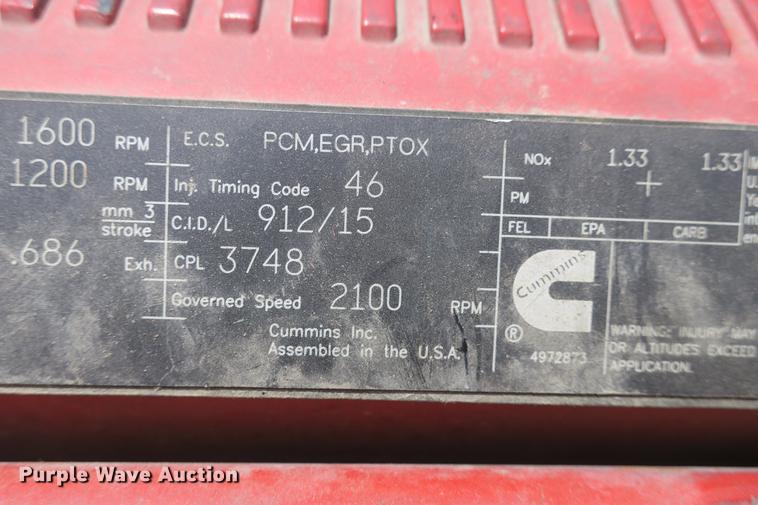 1600 RPM
1200 RPM
mm 3
stroke
.686 Exh.
E.C.S. PCM,EGR,PTOX
Inj. Timing Code 46
C.I.D./L 912/15
CPL 3748
Governed Speed 2100 RPM
Cummins Inc.
Assembled in the U.S.A.
NOx 1.33 1.33
PM
FEL EPA CARB
Cummins
®
4972873
WARNING: INJURY MAY
OR ALTITUDES EXCEED
APPLICATION.
Purple Wave Auction